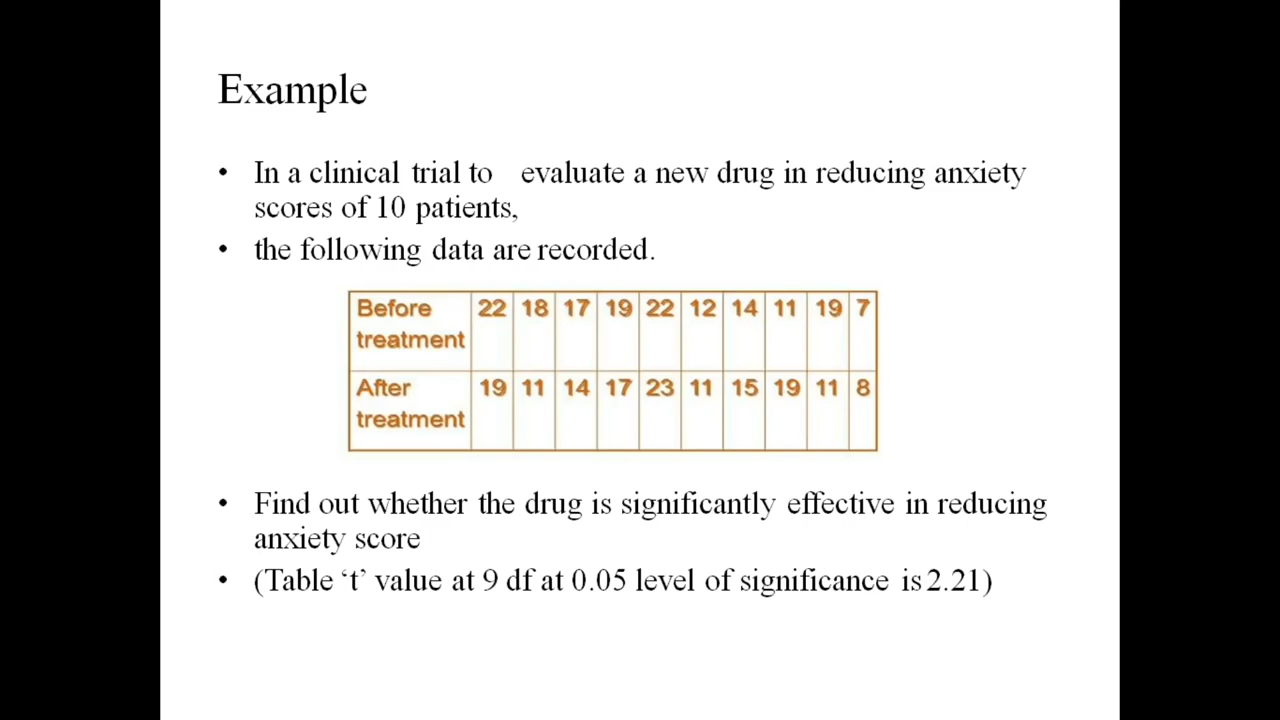 Example
• In a clinical trial to evaluate a new drug in reducing anxiety
scores of 10 patients,
• the following data are recorded.
Before treatment 22 18 17 19 22 12 14 11 19 7
After treatment 19 11 14 17 23 11 15 19 11 8
• Find out whether the drug is significantly effective in reducing
anxiety score
• (Table ‘t’ value at 9 df at 0.05 level of significance is 2.21)